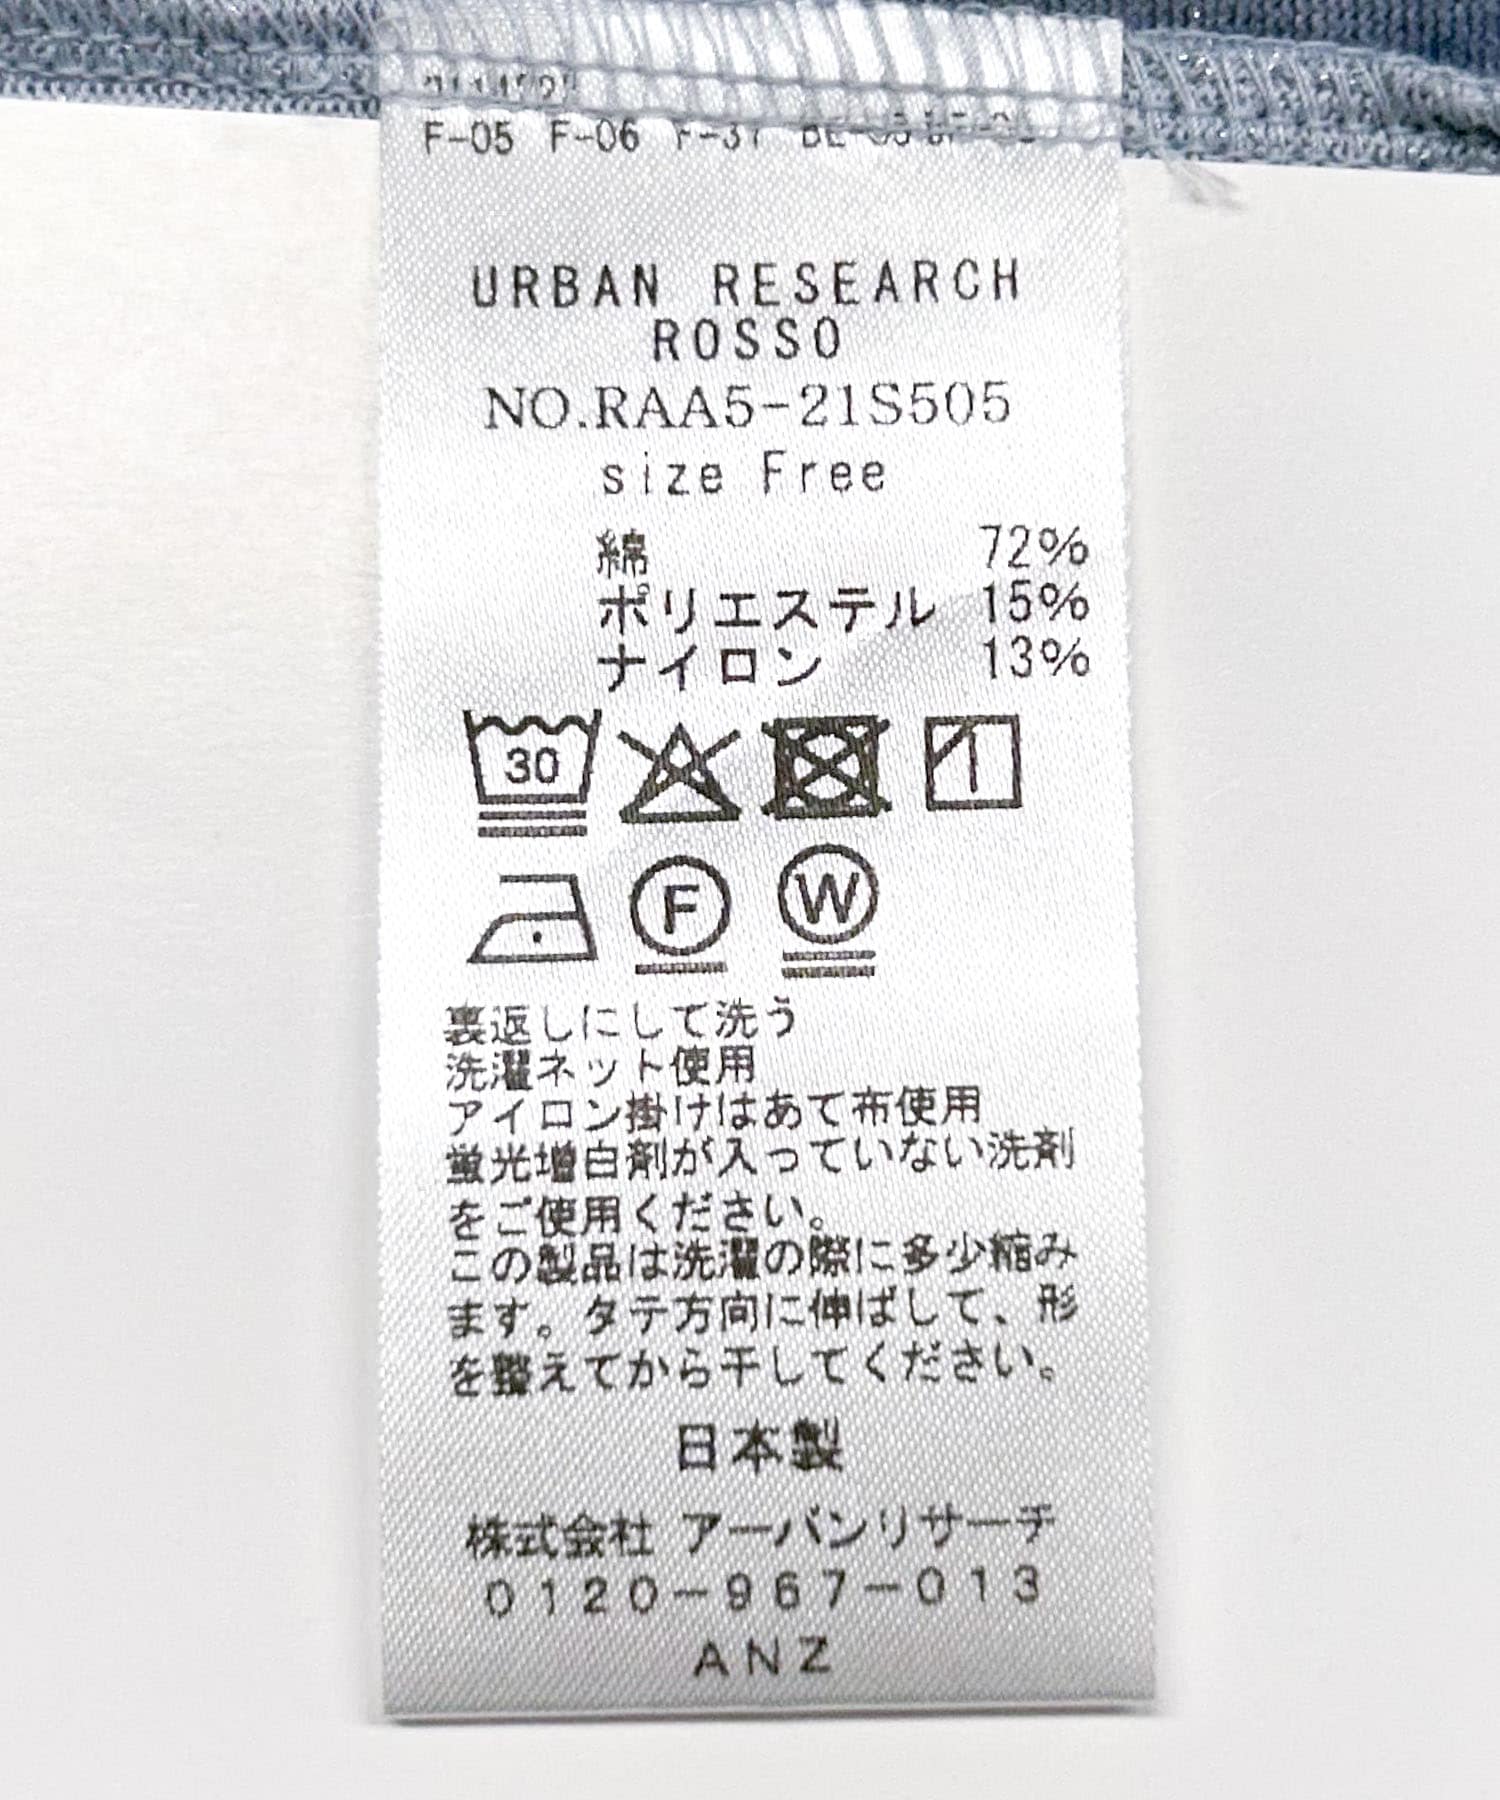 F-05 F-06 F-37
URBAN RESEARCH
ROSSO
NO.RAA5-21S505
size Free
綿 72%
ポリエステル 15%
ナイロン 13%
30
F
W
裏返しにして洗う
洗濯ネット使用
アイロン掛けはあて布使用
蛍光増白剤が入っていない洗剤
をご使用ください。
この製品は洗濯の際に多少縮み
ます。タテ方向に伸ばして、形
を整えてから干してください。
日本製
株式会社 アーバンリサーチ
0120-967-013
ANZ